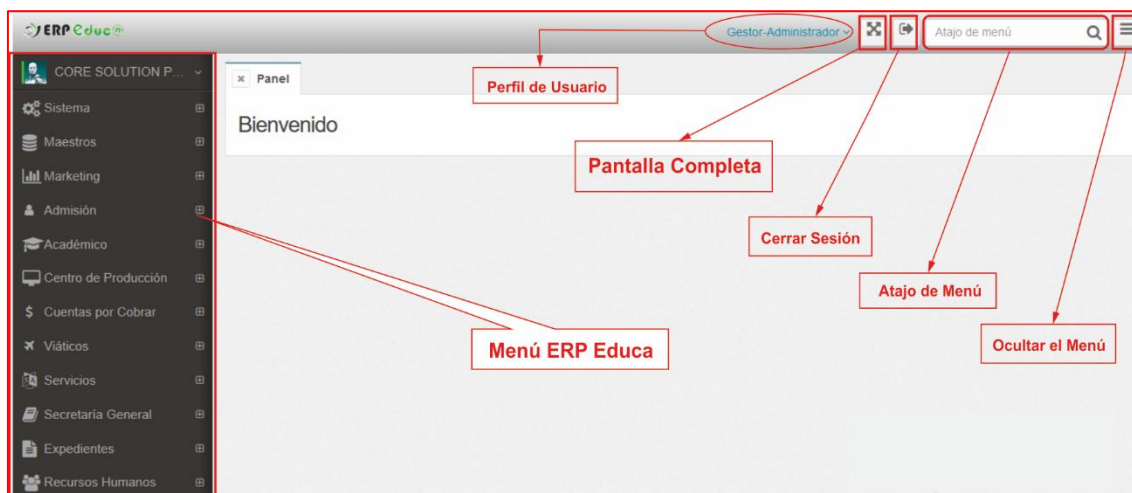 ERP Educ@
Gestor-Administrador
Atajo de menú
CORE SOLUTION P...
Panel
Perfil de Usuario
Sistema
Bienvenido
Maestros
Pantalla Completa
Marketing
Admisión
Cerrar Sesión
Académico
Centro de Producción
Atajo de Menú
$ Cuentas por Cobrar
Menú ERP Educa
Ocultar el Menú
Viáticos
Servicios
Secretaría General
Expedientes
Recursos Humanos